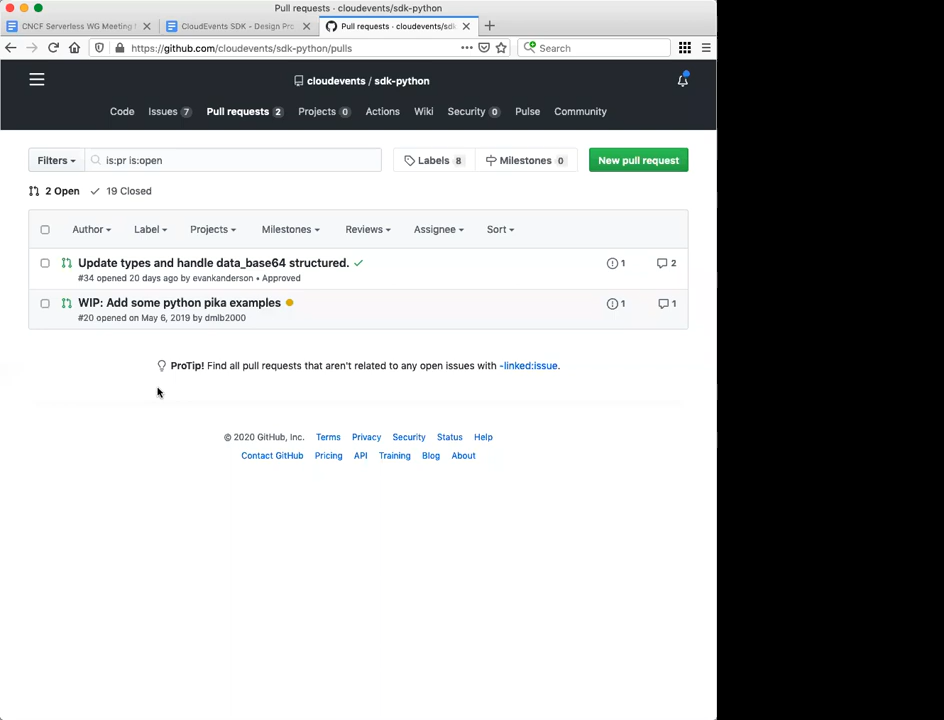 Pull requests · cloudevents/sdk-python
CNCF Serverless WG Meeting
CloudEvents SDK - Design Pro
Pull requests · cloudevents/sdk
https://github.com/cloudevents/sdk-python/pulls
Search
cloudevents / sdk-python
Code Issues 7 Pull requests 2 Projects 0 Actions Wiki Security 0 Pulse Community
Filters is:pr is:open Labels 8 Milestones 0 New pull request
2 Open 19 Closed
Author Label Projects Milestones Reviews Assignee Sort
Update types and handle data_base64 structured. 1 2
#34 opened 20 days ago by evankanderson • Approved
WIP: Add some python pika examples 1 1
#20 opened on May 6, 2019 by dmlb2000
ProTip! Find all pull requests that aren't related to any open issues with -linked:issue.
© 2020 GitHub, Inc. Terms Privacy Security Status Help
Contact GitHub Pricing API Training Blog About